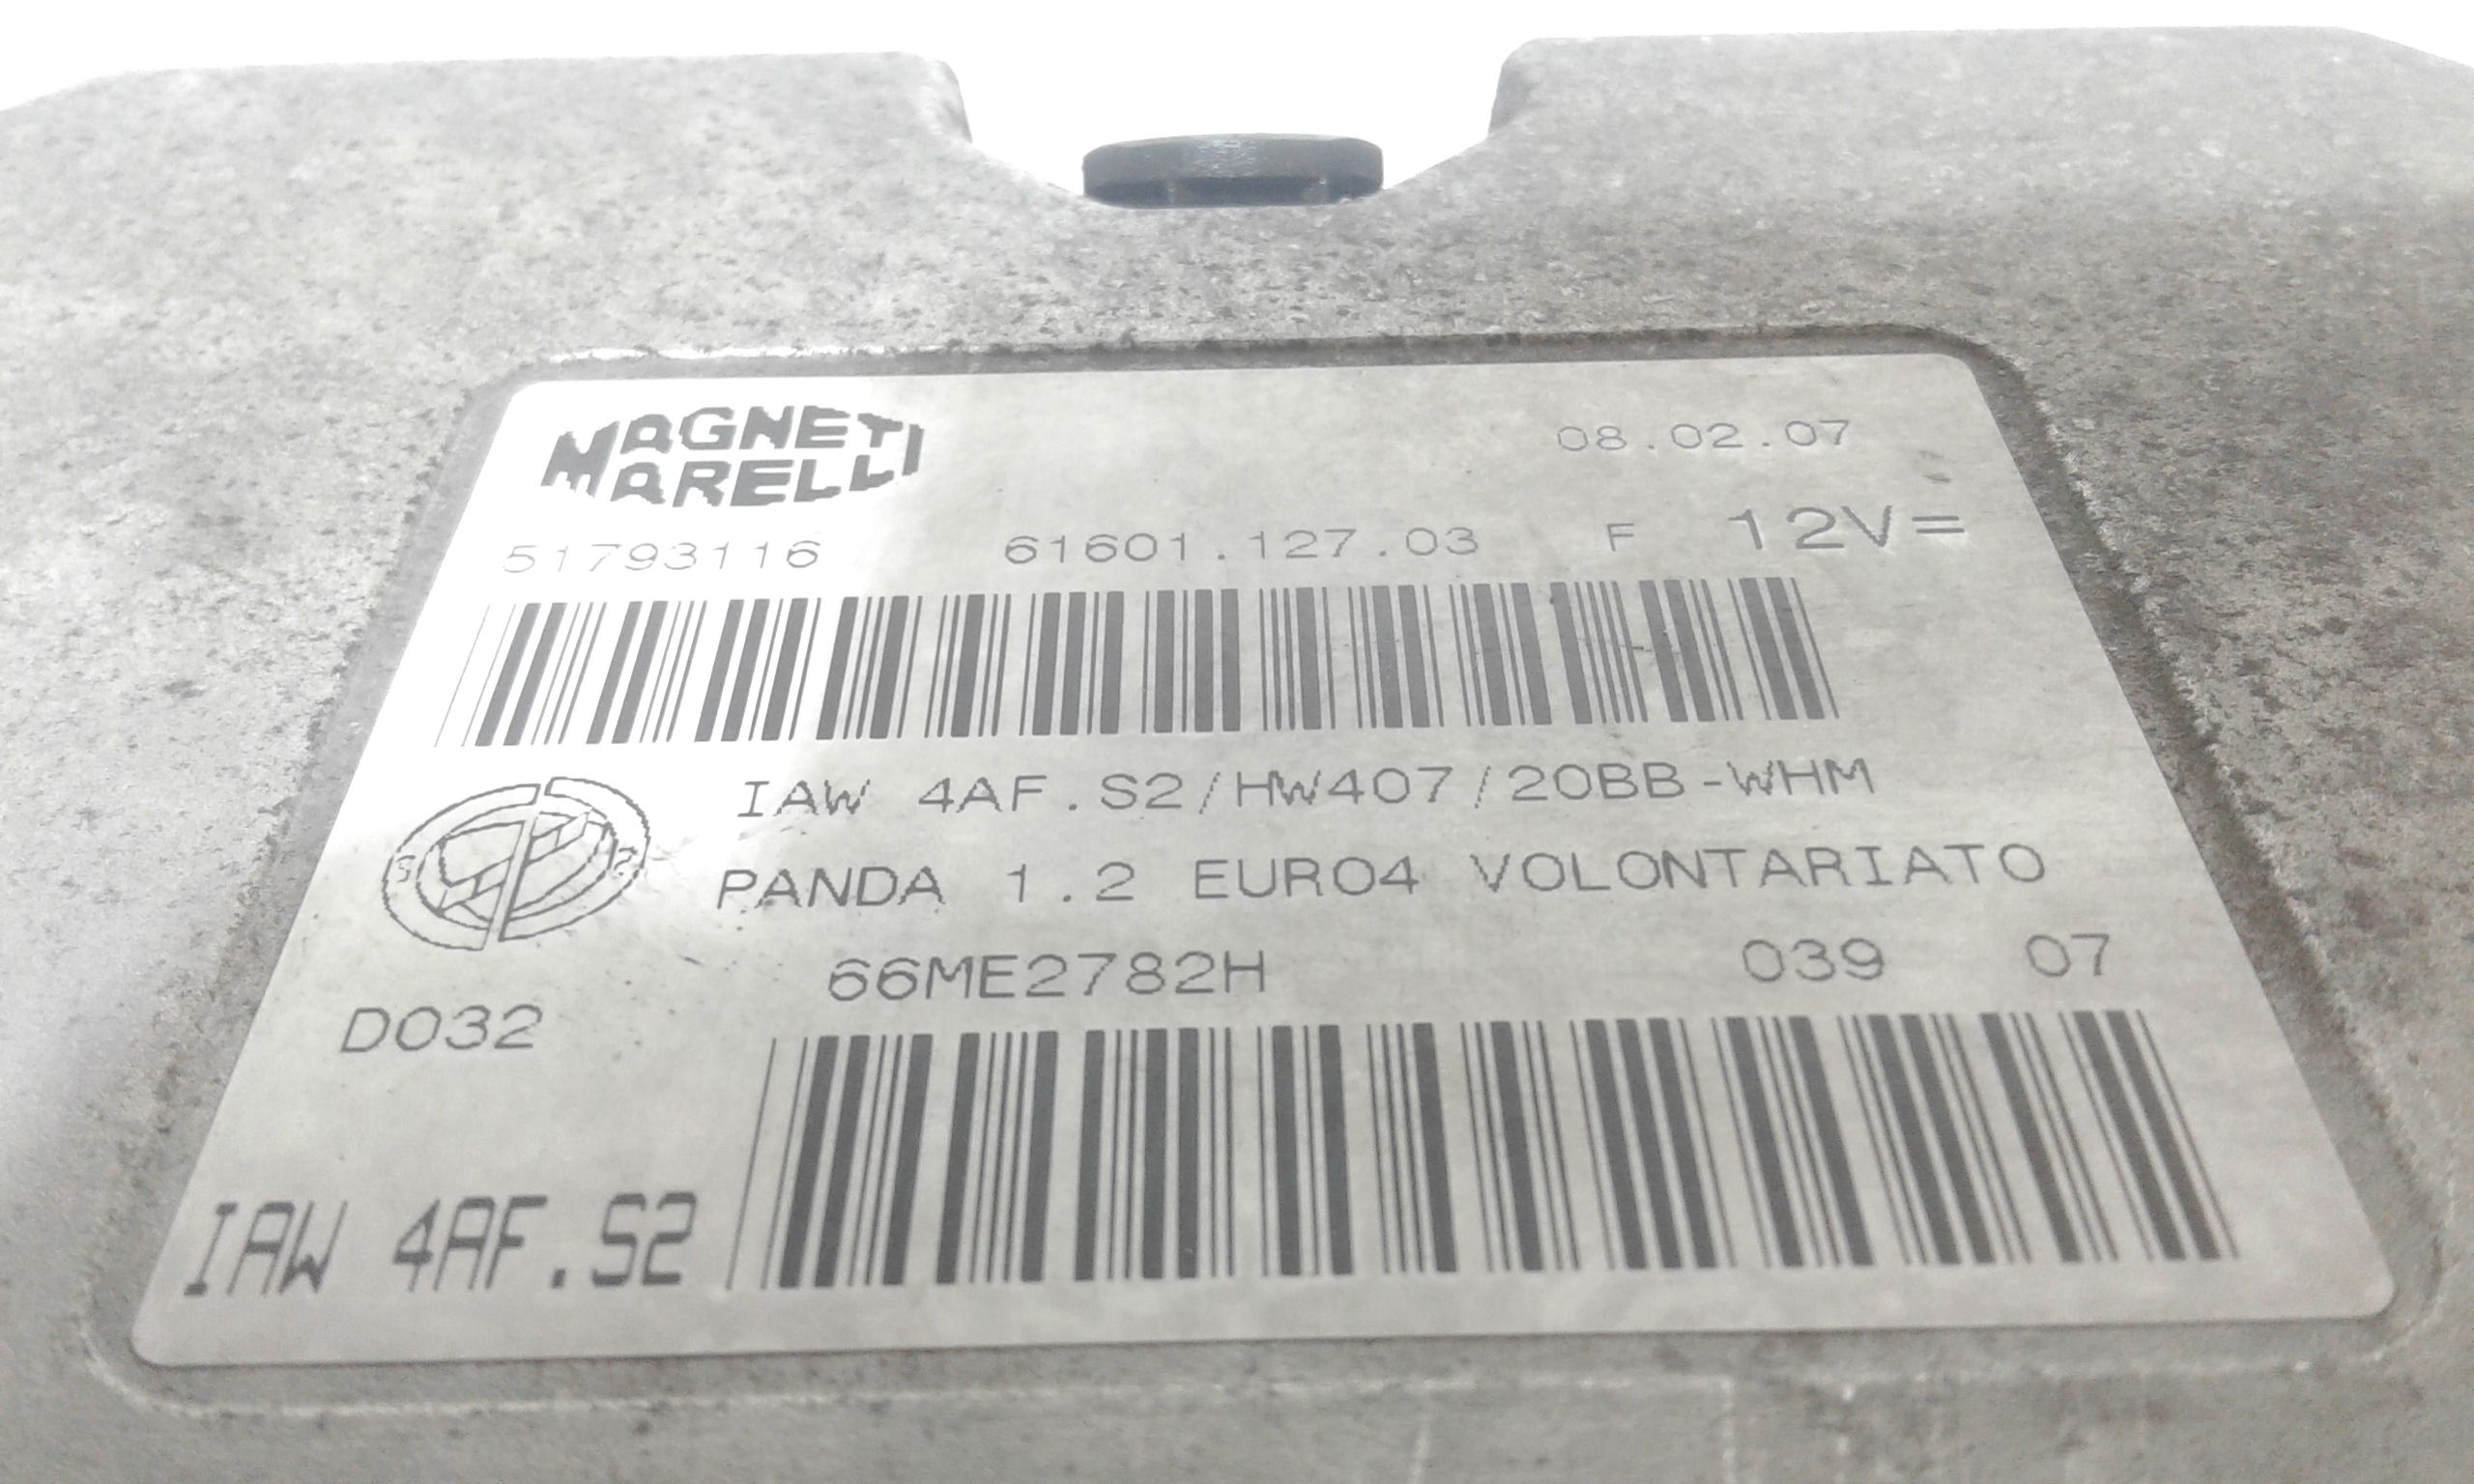 MAGNETI
MARELLI
08.02.07
51793116 61601.127.03 F 12V=
IAW 4AF.S2/HW407/20BB-WHM
PANDA 1.2 EURO4 VOLONTARIATO
66ME2782H 039 07
D032
IAW 4AF.S2